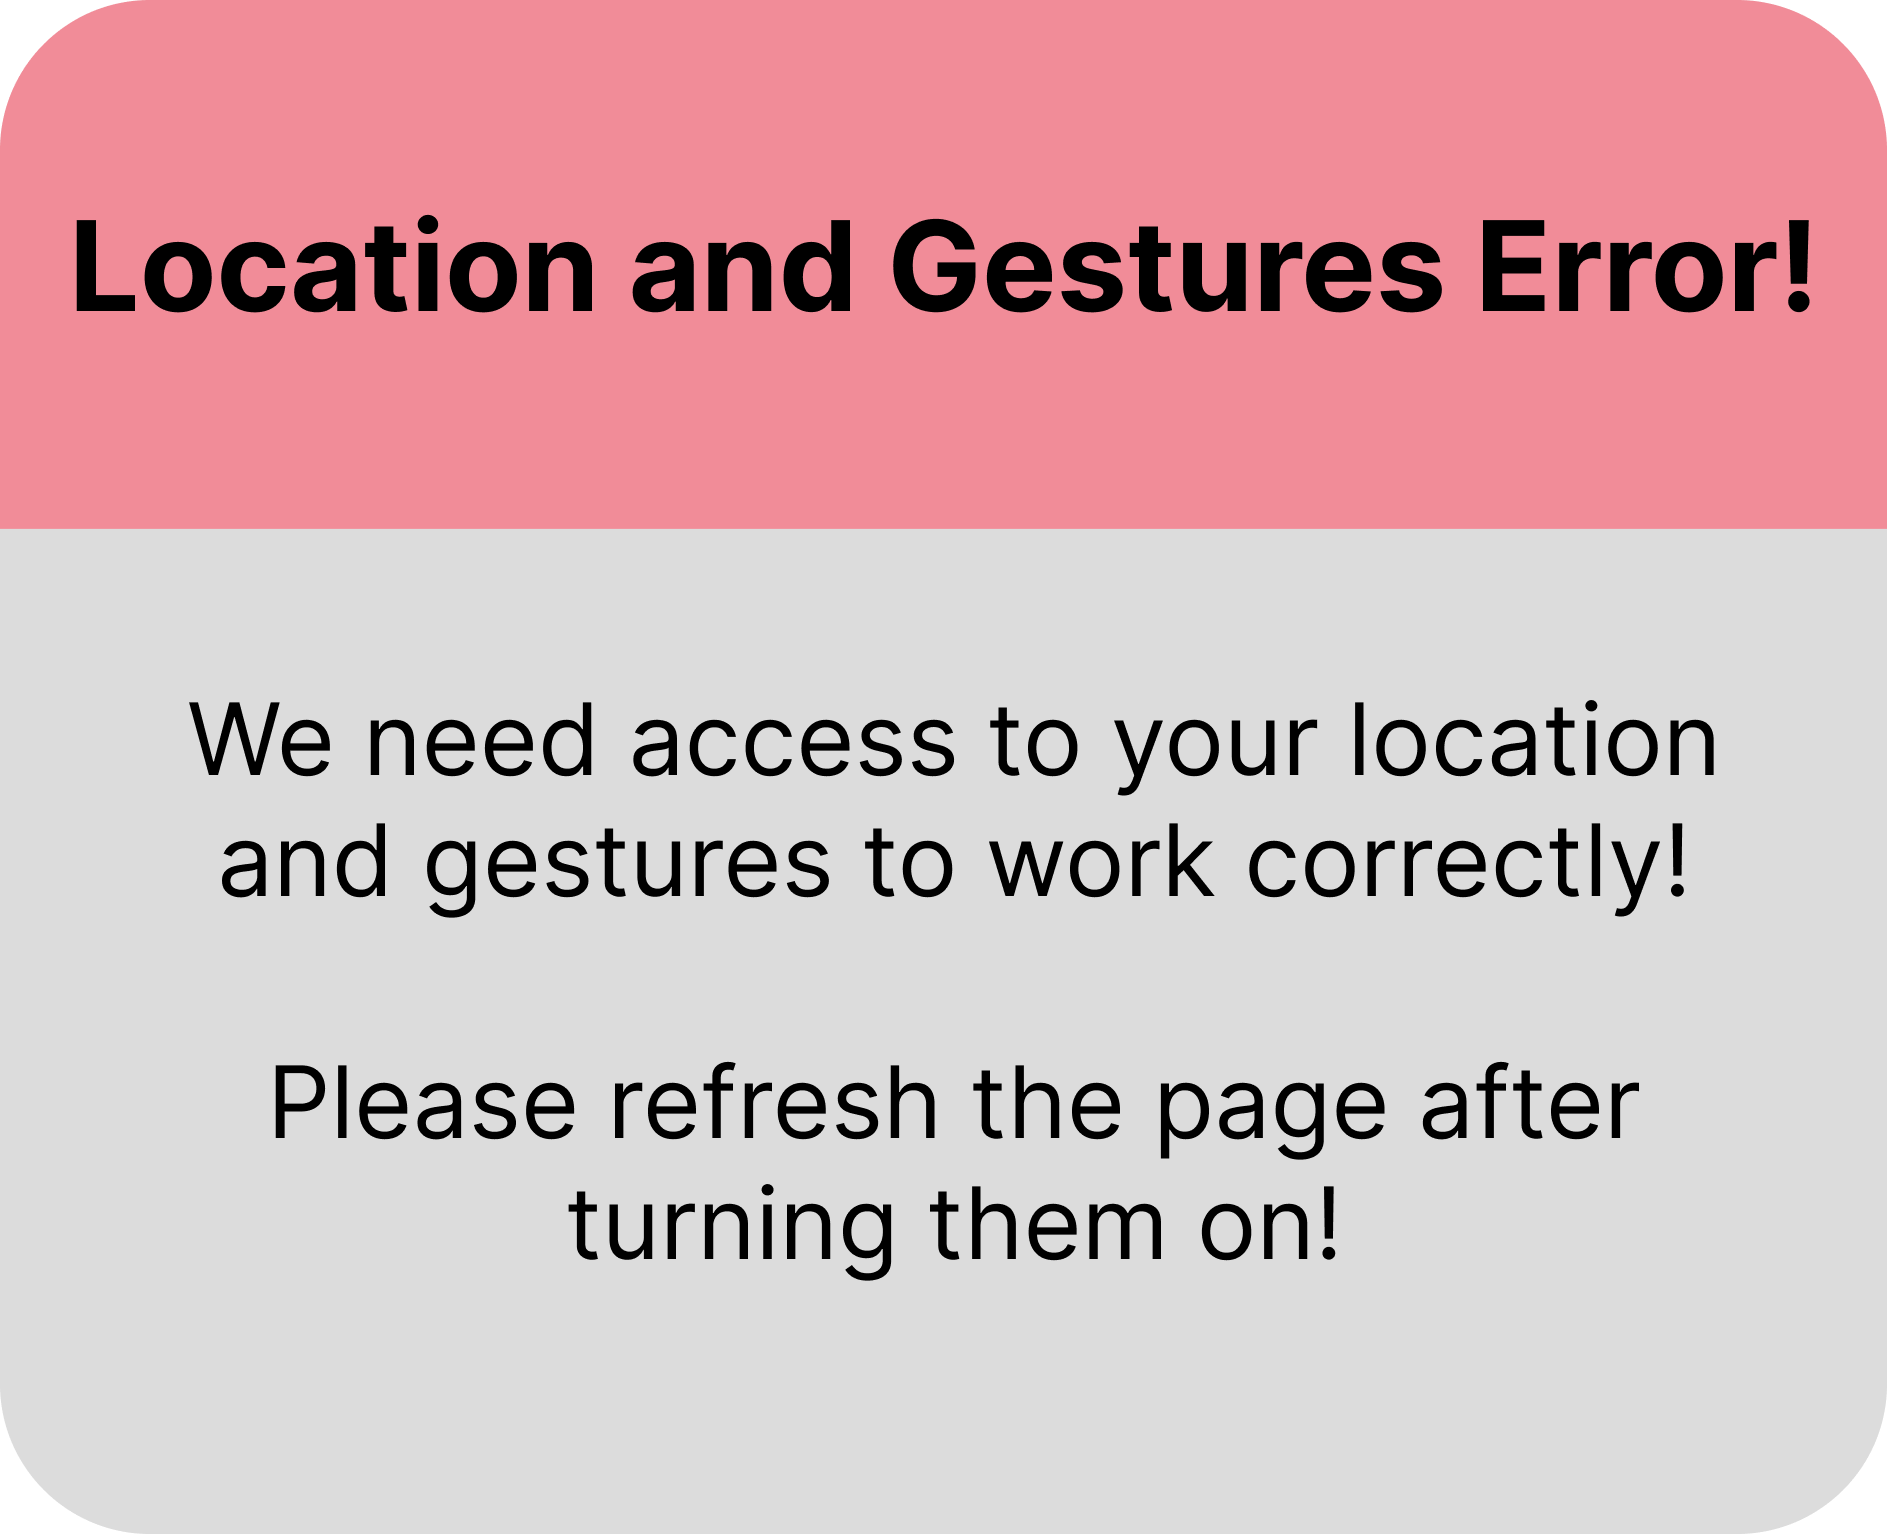 Location and Gestures Error!
We need access to your location
and gestures to work correctly!
Please refresh the page after
turning them on!